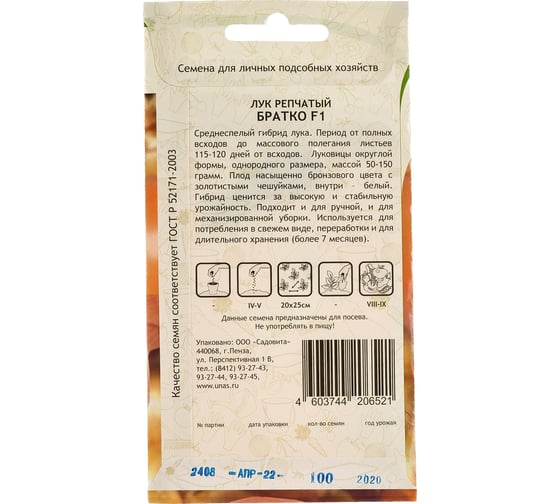 Семена для личных подсобных хозяйств
ЛУК РЕПЧАТЫЙ
БРАТКО F1
Среднеспелый гибрид лука. Период от полных
всходов до массового полегания листьев
115-120 дней от всходов. Луковицы округлой
формы, однородного размера, массой 50-150
грамм. Плод насыщенно бронзового цвета с
золотистыми чешуйками, внутри - белый.
Гибрид ценится за высокую и стабильную
урожайность. Подходит и для ручной, и для
механизированной уборки. Используется для
потребления в свежем виде, переработки и для
длительного хранения (более 7 месяцев).
Качество семян соответствует ГОСТ Р 52171-2003
- IV-V 20x25см - VIII-IX
Данные семена предназначены для посева.
Не употреблять в пищу!
Упаковано: ООО «Садовита»
440068, г.Пенза,
ул. Перспективная 1 В,
тел.: (8412) 93-27-43,
93-27-44, 93-27-45,
www.unas.ru
4 603744 206521
№ партии дата упаковки кол-во семян год урожая
2408 -АПР-22- 100 2020